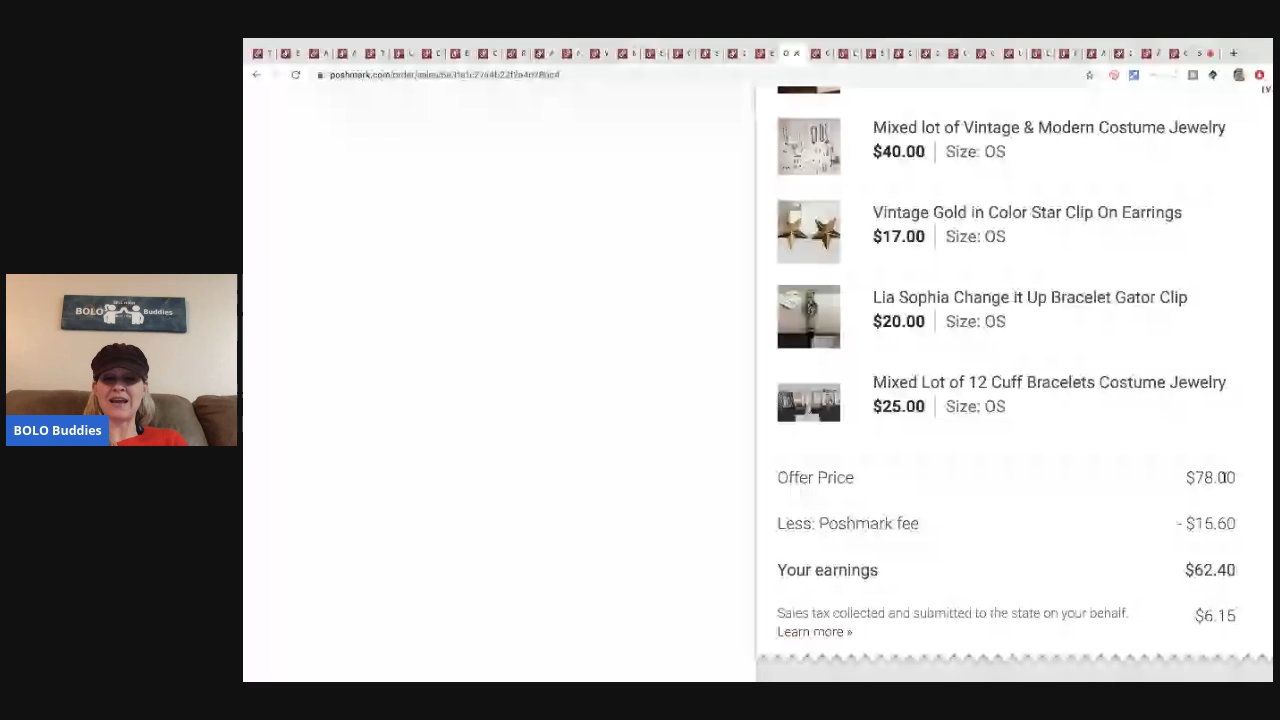 poshmark.com/order/sales/
Mixed lot of Vintage & Modern Costume Jewelry
$40.00 | Size: OS
Vintage Gold in Color Star Clip On Earrings
$17.00 | Size: OS
Lia Sophia Change it Up Bracelet Gator Clip
$20.00 | Size: OS
Mixed Lot of 12 Cuff Bracelets Costume Jewelry
$25.00 | Size: OS
Offer Price $78.00
Less: Poshmark fee - $15.60
Your earnings $62.40
Sales tax collected and submitted to the state on your behalf. $6.15
Learn more »
BOLO Buddies
BOLO Buddies